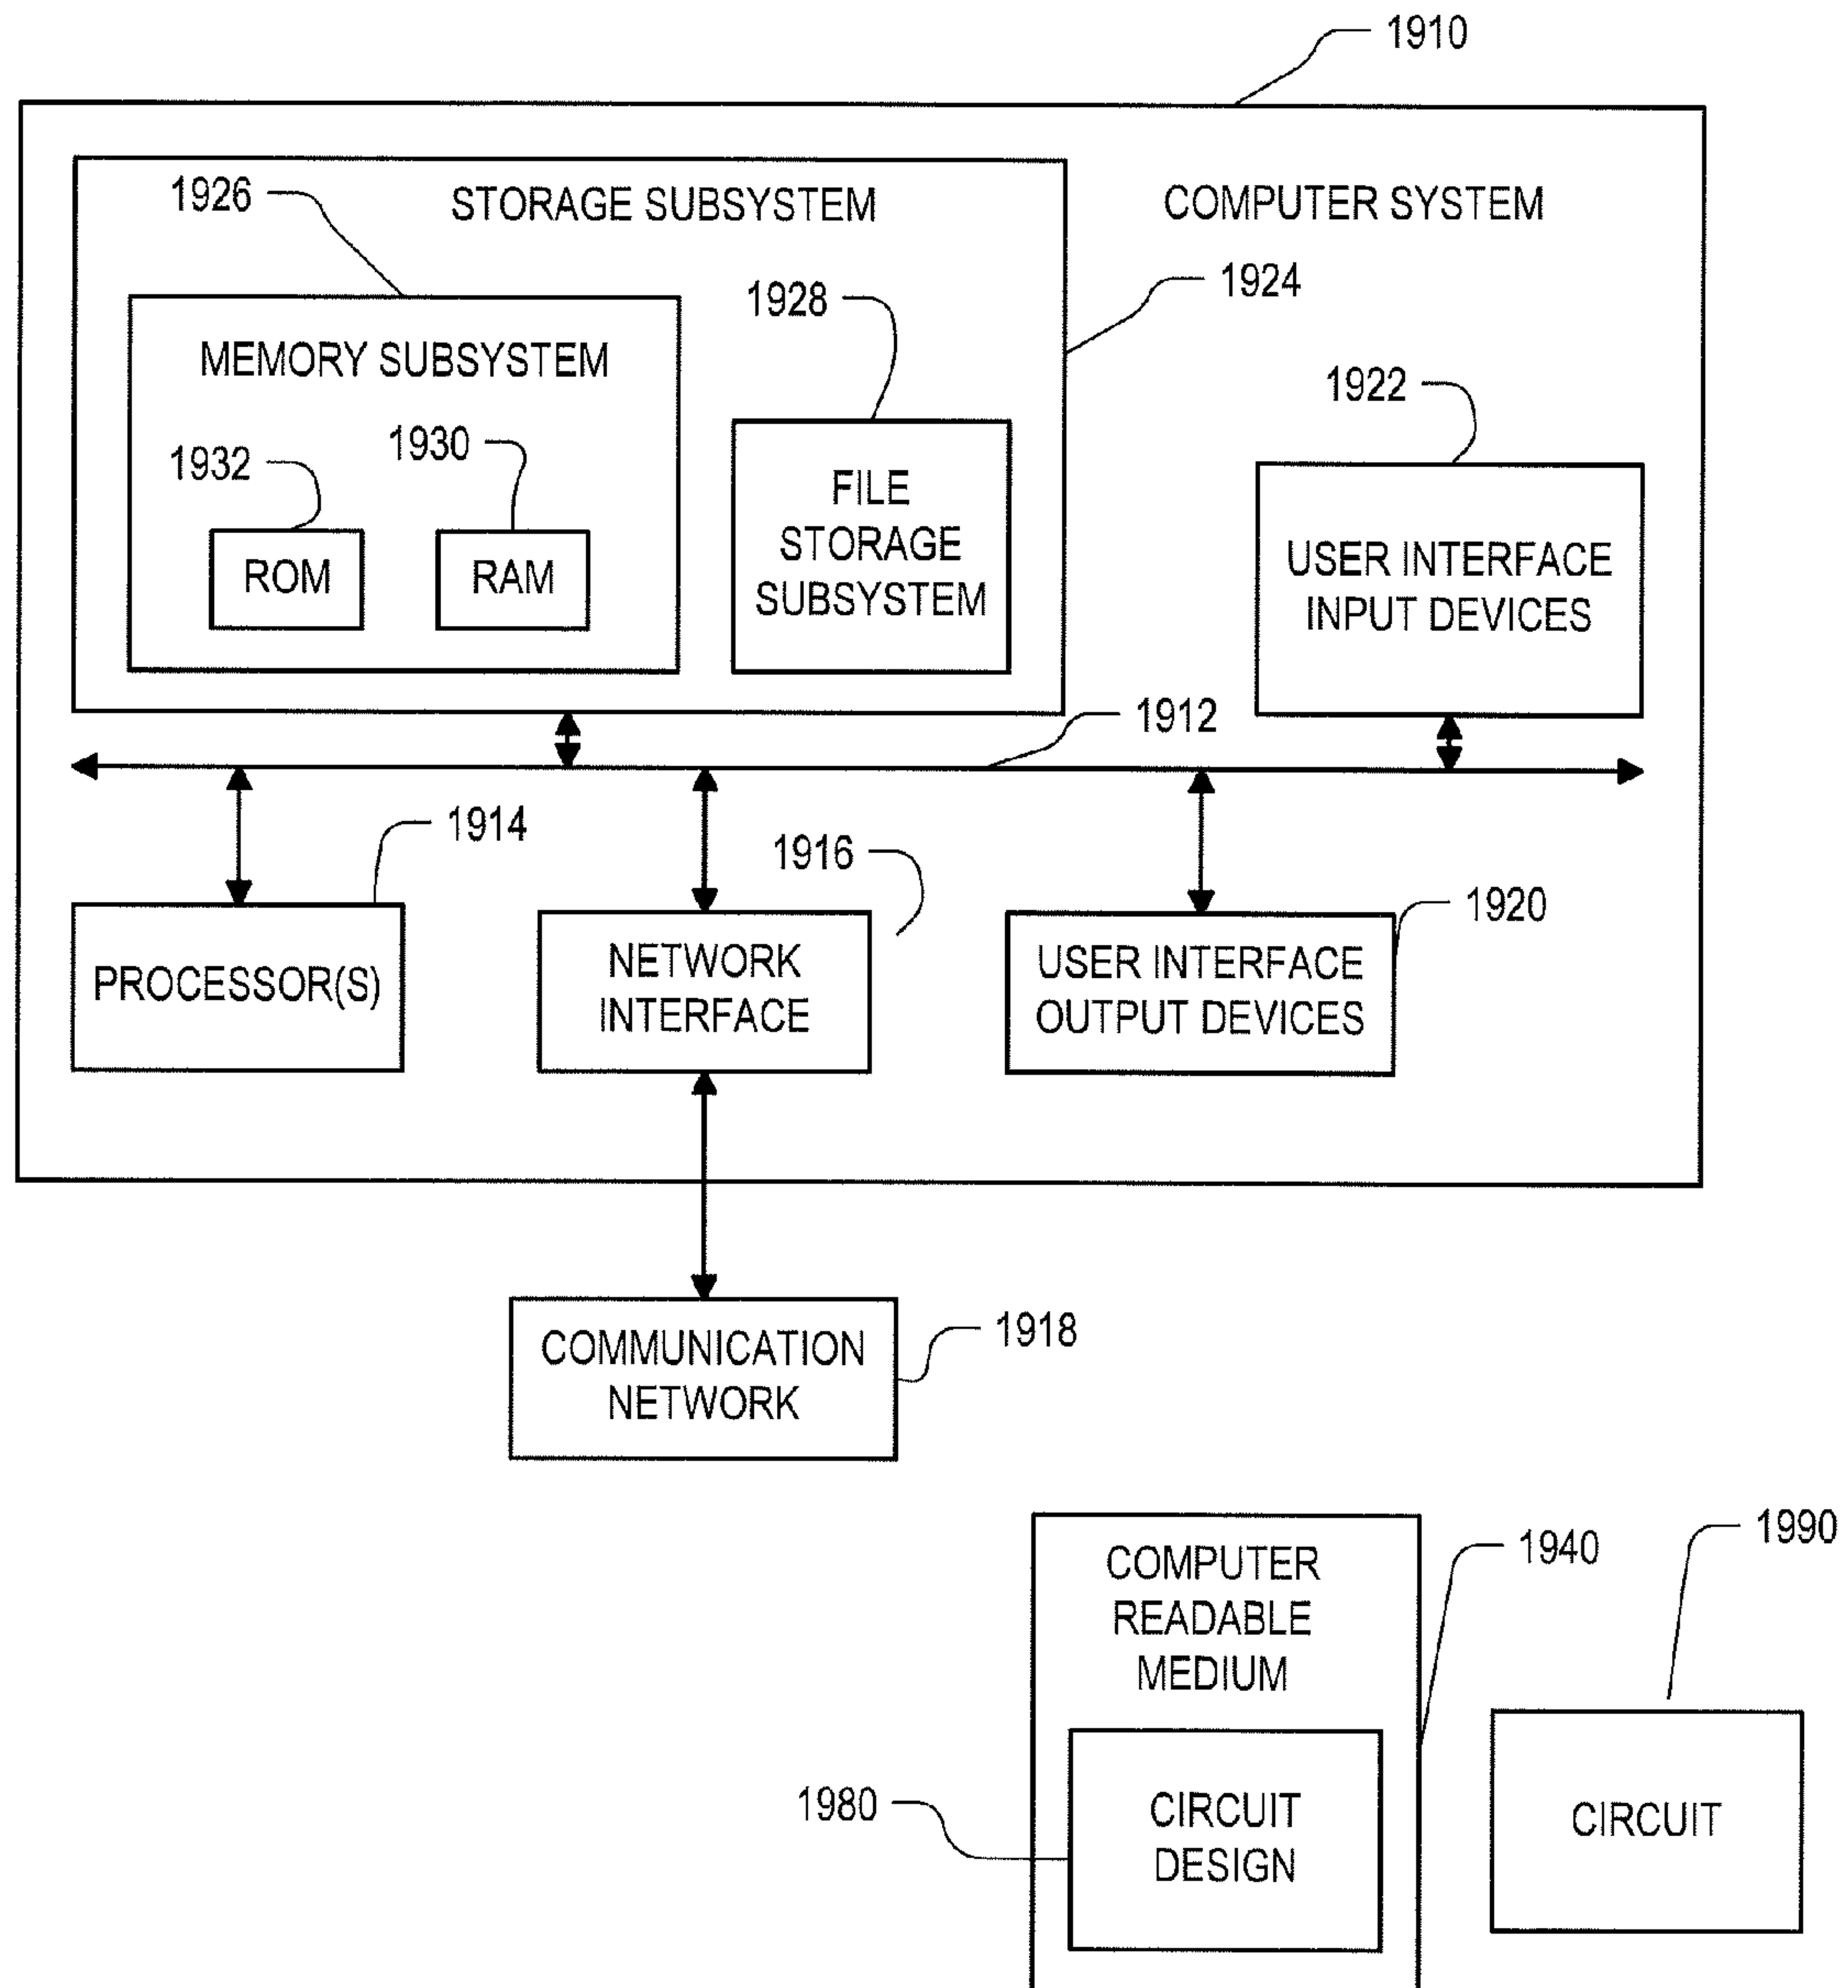 1910
STORAGE SUBSYSTEM
COMPUTER SYSTEM
1926
1924
1928
MEMORY SUBSYSTEM
1922
1932
1930
FILE
STORAGE
SUBSYSTEM
ROM
RAM
USER INTERFACE
INPUT DEVICES
1912
1914
1916
1920
PROCESSOR(S)
NETWORK
INTERFACE
USER INTERFACE
OUTPUT DEVICES
COMMUNICATION
NETWORK
1918
COMPUTER
READABLE
MEDIUM
1940
1990
1980
CIRCUIT
DESIGN
CIRCUIT